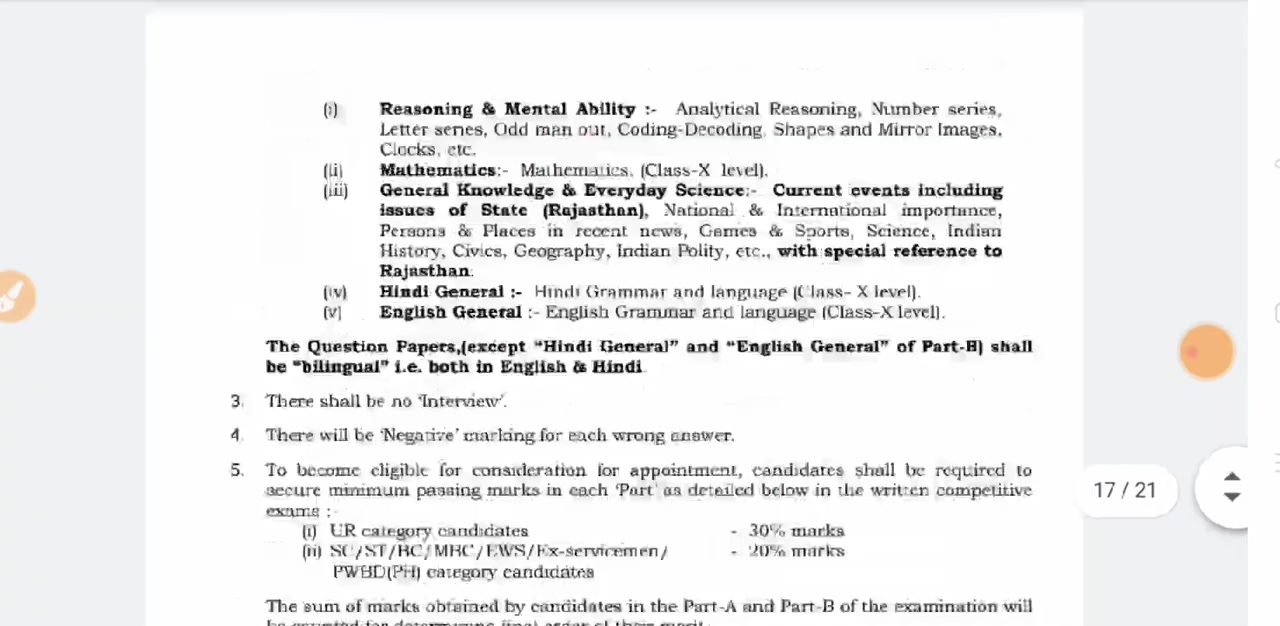 (i) Reasoning & Mental Ability :- Analytical Reasoning, Number series,
Letter series, Odd man out, Coding-Decoding, Shapes and Mirror Images,
Clocks, etc.
(ii) Mathematics:- Mathematics, (Class-X level).
(iii) General Knowledge & Everyday Science:- Current events including
issues of State (Rajasthan), National & International importance,
Persons & Places in recent news, Games & Sports, Science, Indian
History, Civics, Geography, Indian Polity, etc., with special reference to
Rajasthan.
(iv) Hindi General :- Hindi Grammar and language (Class- X level).
(v) English General :- English Grammar and language (Class-X level).
The Question Papers,(except "Hindi General" and "English General" of Part-B) shall
be "bilingual" i.e. both in English & Hindi.
3. There shall be no 'Interview'.
4. There will be 'Negative' marking for each wrong answer.
5. To become eligible for consideration for appointment, candidates shall be required to
secure minimum passing marks in each 'Part' as detailed below in the written competitive
exams :-
(i) UR category candidates - 30% marks
(ii) SC/ST/BC/MBC/EWS/Ex-servicemen/ - 20% marks
PWBD(PH) category candidates
The sum of marks obtained by candidates in the Part-A and Part-B of the examination will
be counted for determining final order of their merit.
17 / 21